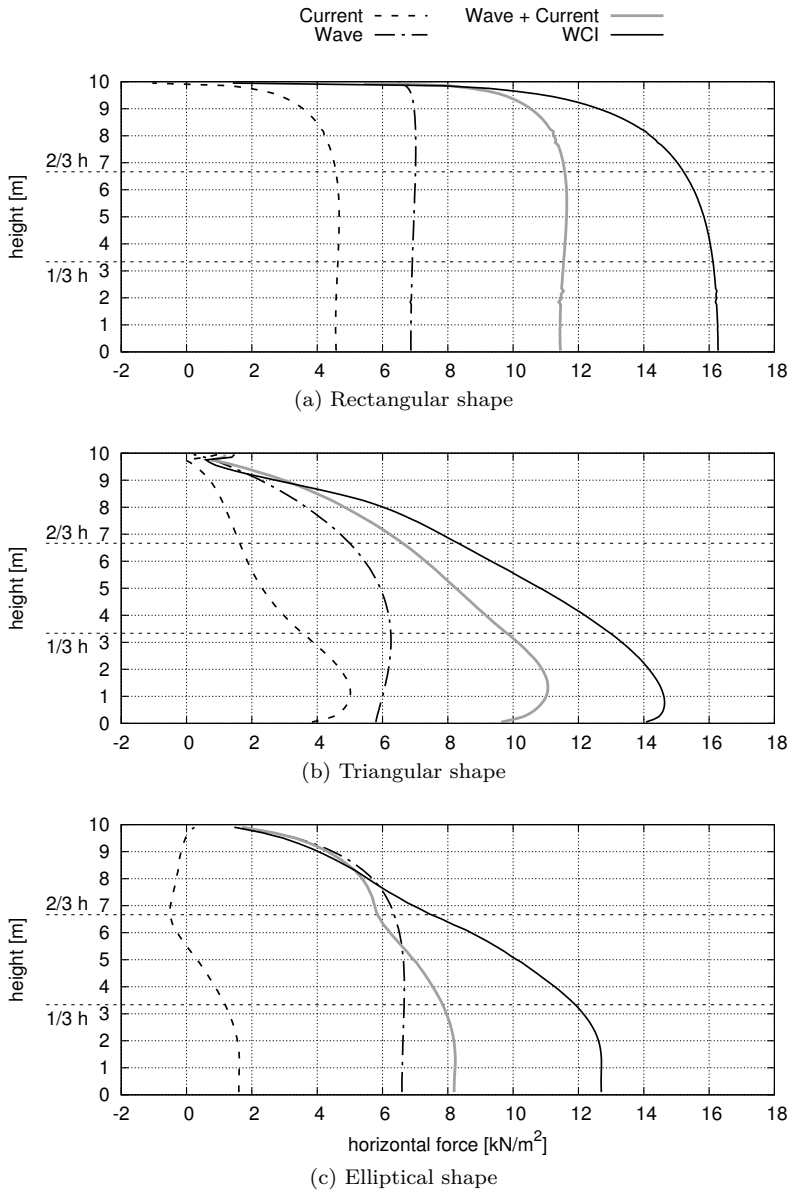 Current Wave + Current
Wave WCI
10
9
8
2/3 h 7
6
5
4
1/3 h 3
2
1
0
height [m]
-2 0 2 4 6 8 10 12 14 16 18
(a) Rectangular shape
10
9
8
2/3 h 7
6
5
4
1/3 h 3
2
1
0
height [m]
-2 0 2 4 6 8 10 12 14 16 18
(b) Triangular shape
10
9
8
2/3 h 7
6
5
4
1/3 h 3
2
1
0
height [m]
-2 0 2 4 6 8 10 12 14 16 18
horizontal force [kN/m²]
(c) Elliptical shape